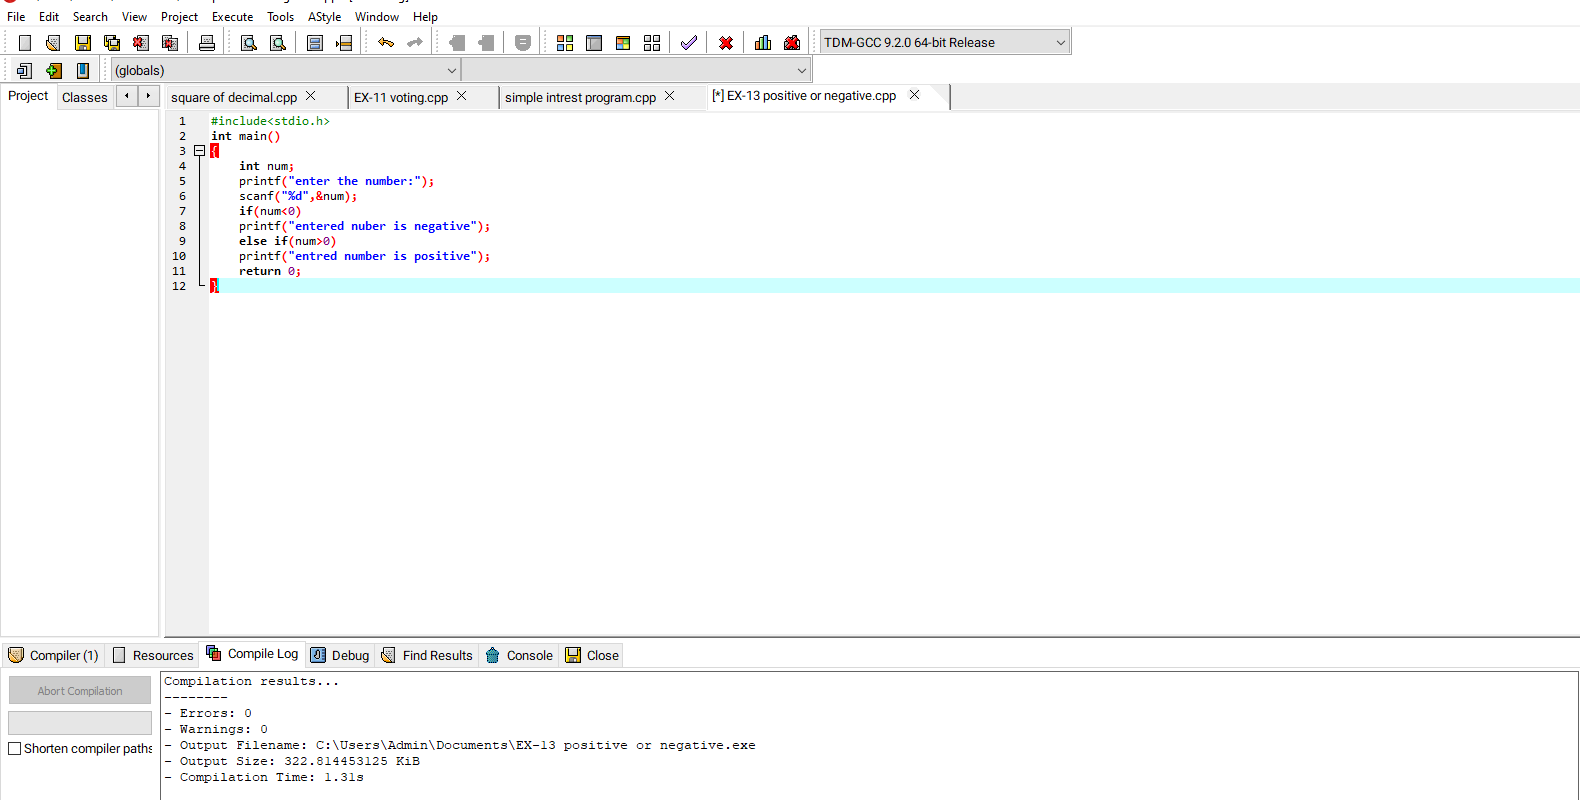 File Edit Search View Project Execute Tools AStyle Window Help
TDM-GCC 9.2.0 64-bit Release
(globals)
Project Classes square of decimal.cpp EX-11 voting.cpp simple intrest program.cpp [*] EX-13 positive or negative.cpp
1 #include<stdio.h>
2 int main()
3 {
4 int num;
5 printf("enter the number:");
6 scanf("%d",&num);
7 if(num<0)
8 printf("entered nuber is negative");
9 else if(num>0)
10 printf("entred number is positive");
11 return 0;
12 }
Compiler (1) Resources Compile Log Debug Find Results Console Close
Abort Compilation
Shorten compiler paths
Compilation results...
--------
- Errors: 0
- Warnings: 0
- Output Filename: C:\Users\Admin\Documents\EX-13 positive or negative.exe
- Output Size: 322.814453125 KiB
- Compilation Time: 1.31s